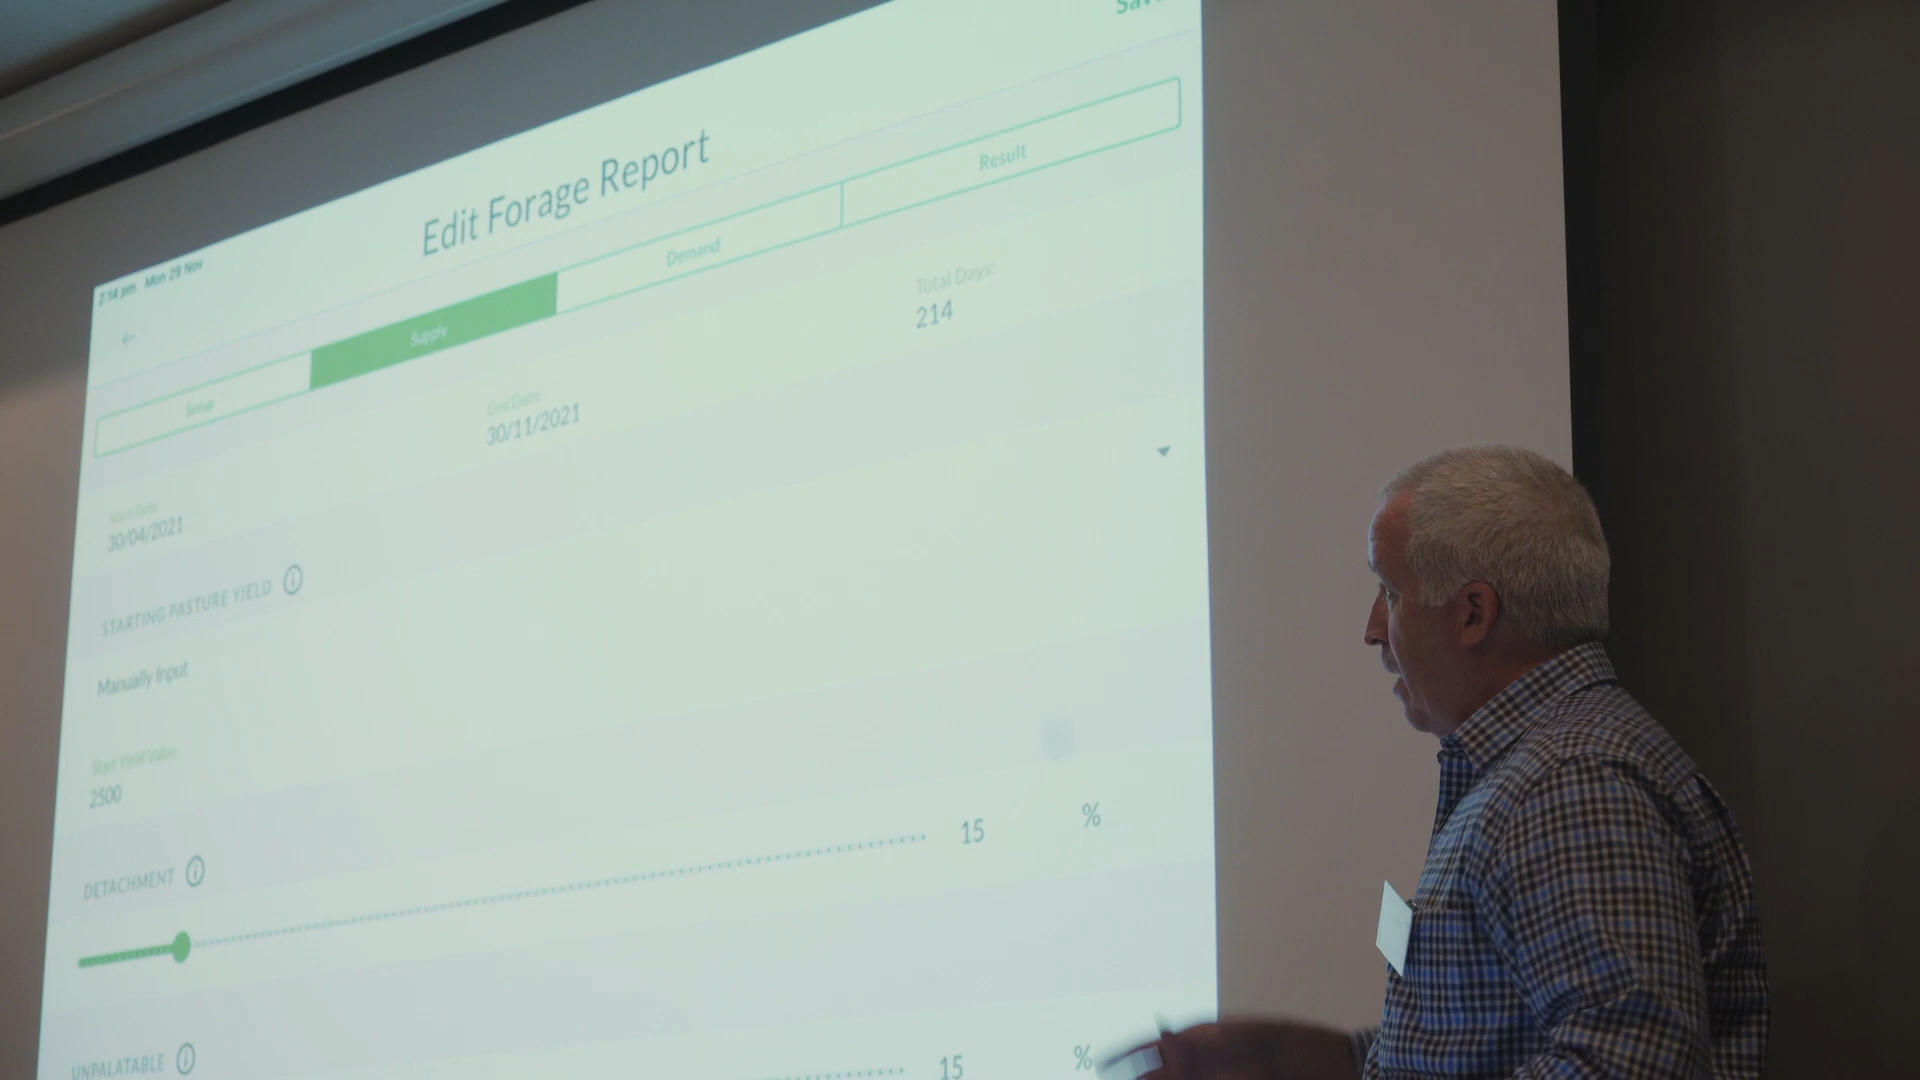 Save
2:14 pm Mon 29 Nov
Edit Forage Report
Setup
Supply
Demand
Result
Start Date:
30/04/2021
End Date:
30/11/2021
Total Days:
214
STARTING PASTURE YIELD
Manually Input
Start Yield Value
2500
DETACHMENT
15 %
UNPALATABLE
15 %